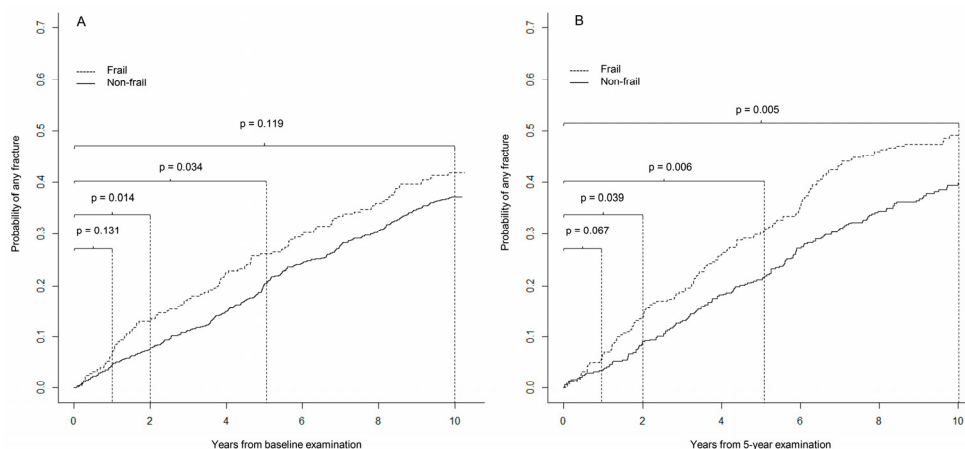 A
0.7
0.6
0.5
0.4
0.3
0.2
0.1
0.0
Probability of any fracture
Frail
Non-frail
p = 0.119
p = 0.034
p = 0.014
p = 0.131
0 2 4 6 8 10
Years from baseline examination
B
0.7
0.6
0.5
0.4
0.3
0.2
0.1
0.0
Probability of any fracture
Frail
Non-frail
p = 0.005
p = 0.006
p = 0.039
p = 0.067
0 2 4 6 8 10
Years from 5-year examination